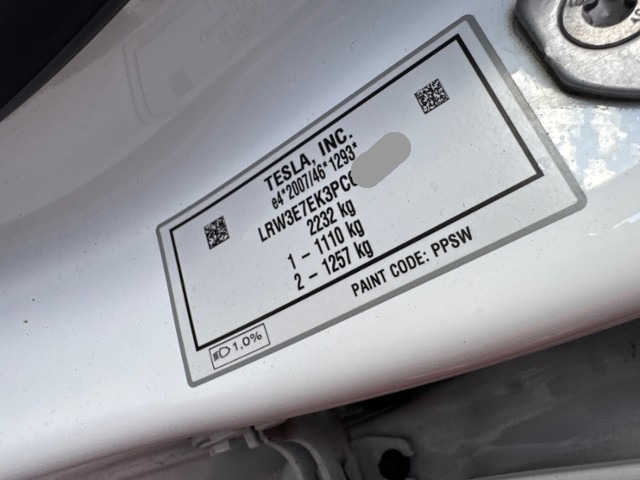 TESLA, INC.
e4*2007/46*1293*
LRW3E7EK3PC
2232 kg
1 - 1110 kg
2 - 1257 kg
PAINT CODE: PPSW
1.0%